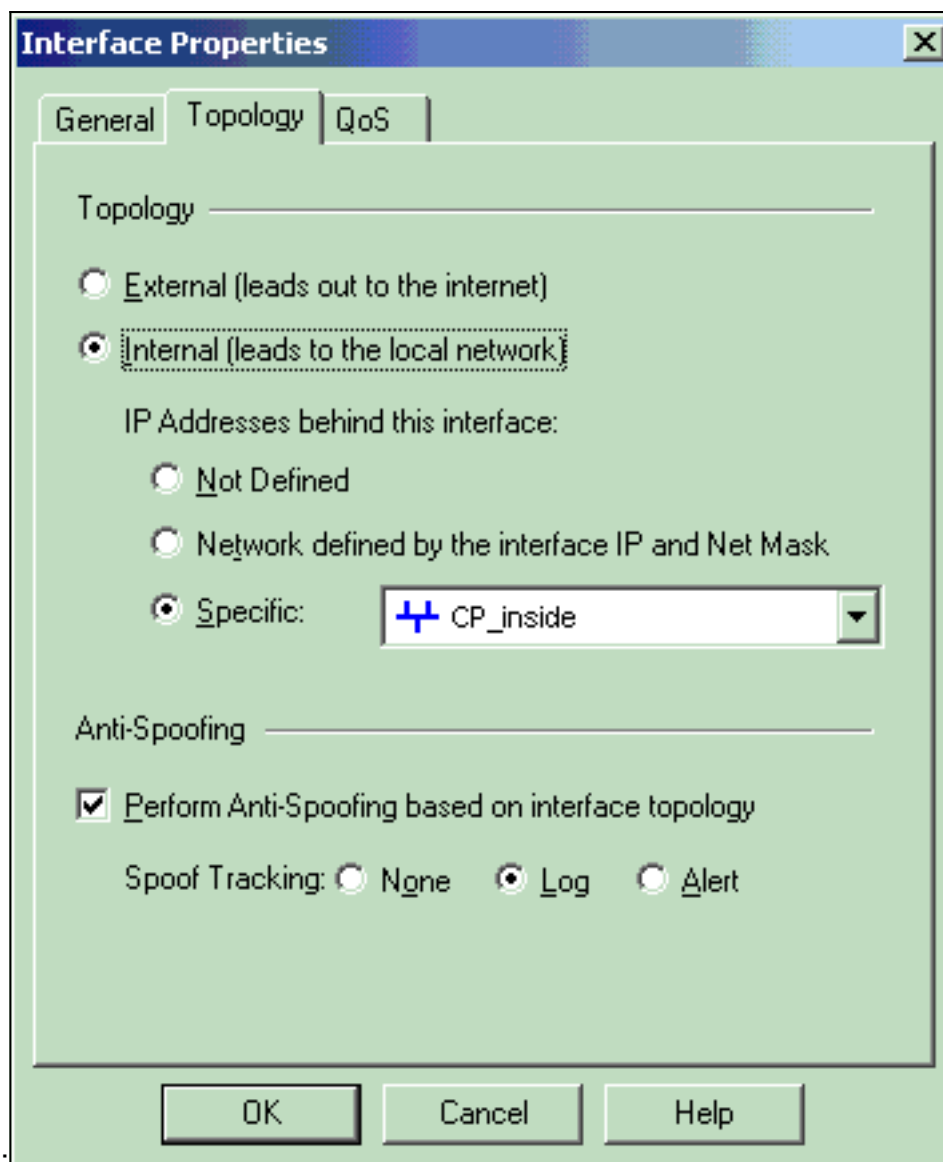 Interface Properties
General Topology QoS
Topology
External (leads out to the internet)
Internal (leads to the local network)
IP Addresses behind this interface:
Not Defined
Network defined by the interface IP and Net Mask
Specific: CP_inside
Anti-Spoofing
Perform Anti-Spoofing based on interface topology
Spoof Tracking: None Log Alert
OK Cancel Help
.